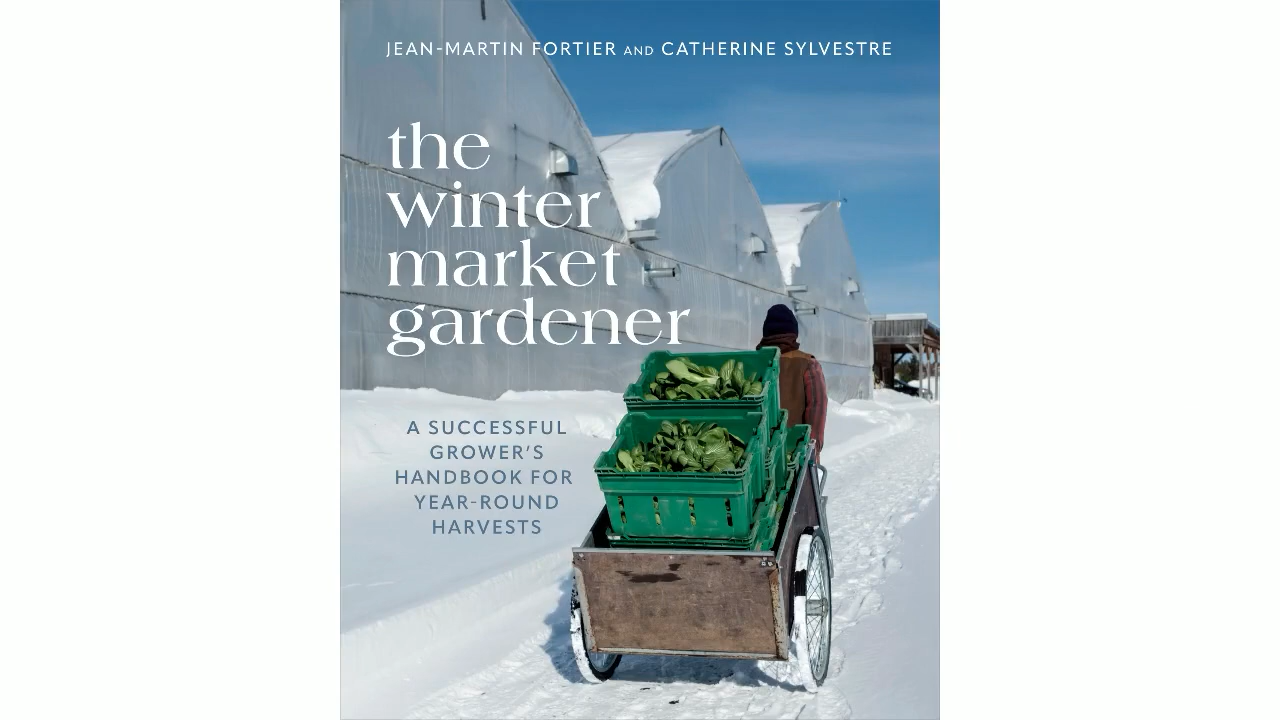 JEAN-MARTIN FORTIER AND CATHERINE SYLVESTRE
the
winter
market
gardener
A SUCCESSFUL
GROWER'S
HANDBOOK FOR
YEAR-ROUND
HARVESTS